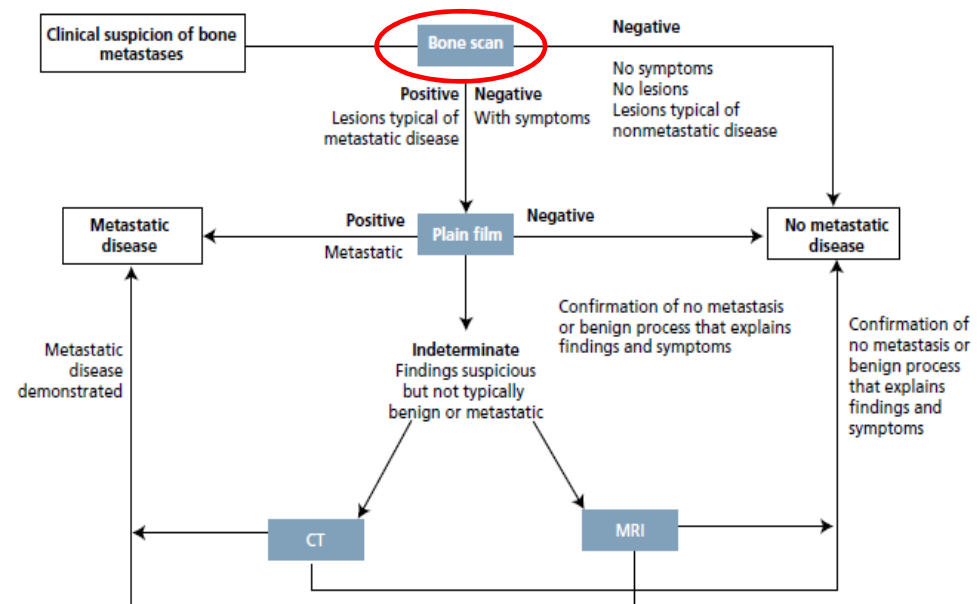 Clinical suspicion of bone
metastases
Bone scan
Negative
No symptoms
No lesions
Lesions typical of
nonmetastatic disease
Positive
Lesions typical of
metastatic disease
Negative
With symptoms
Metastatic
disease
Positive
Metastatic
Plain film
Negative
No metastatic
disease
Confirmation of no metastasis
or benign process that explains
findings and symptoms
Confirmation of
no metastasis or
benign process
that explains
findings and
symptoms
Metastatic
disease
demonstrated
Indeterminate
Findings suspicious
but not typically
benign or metastatic
CT
MRI